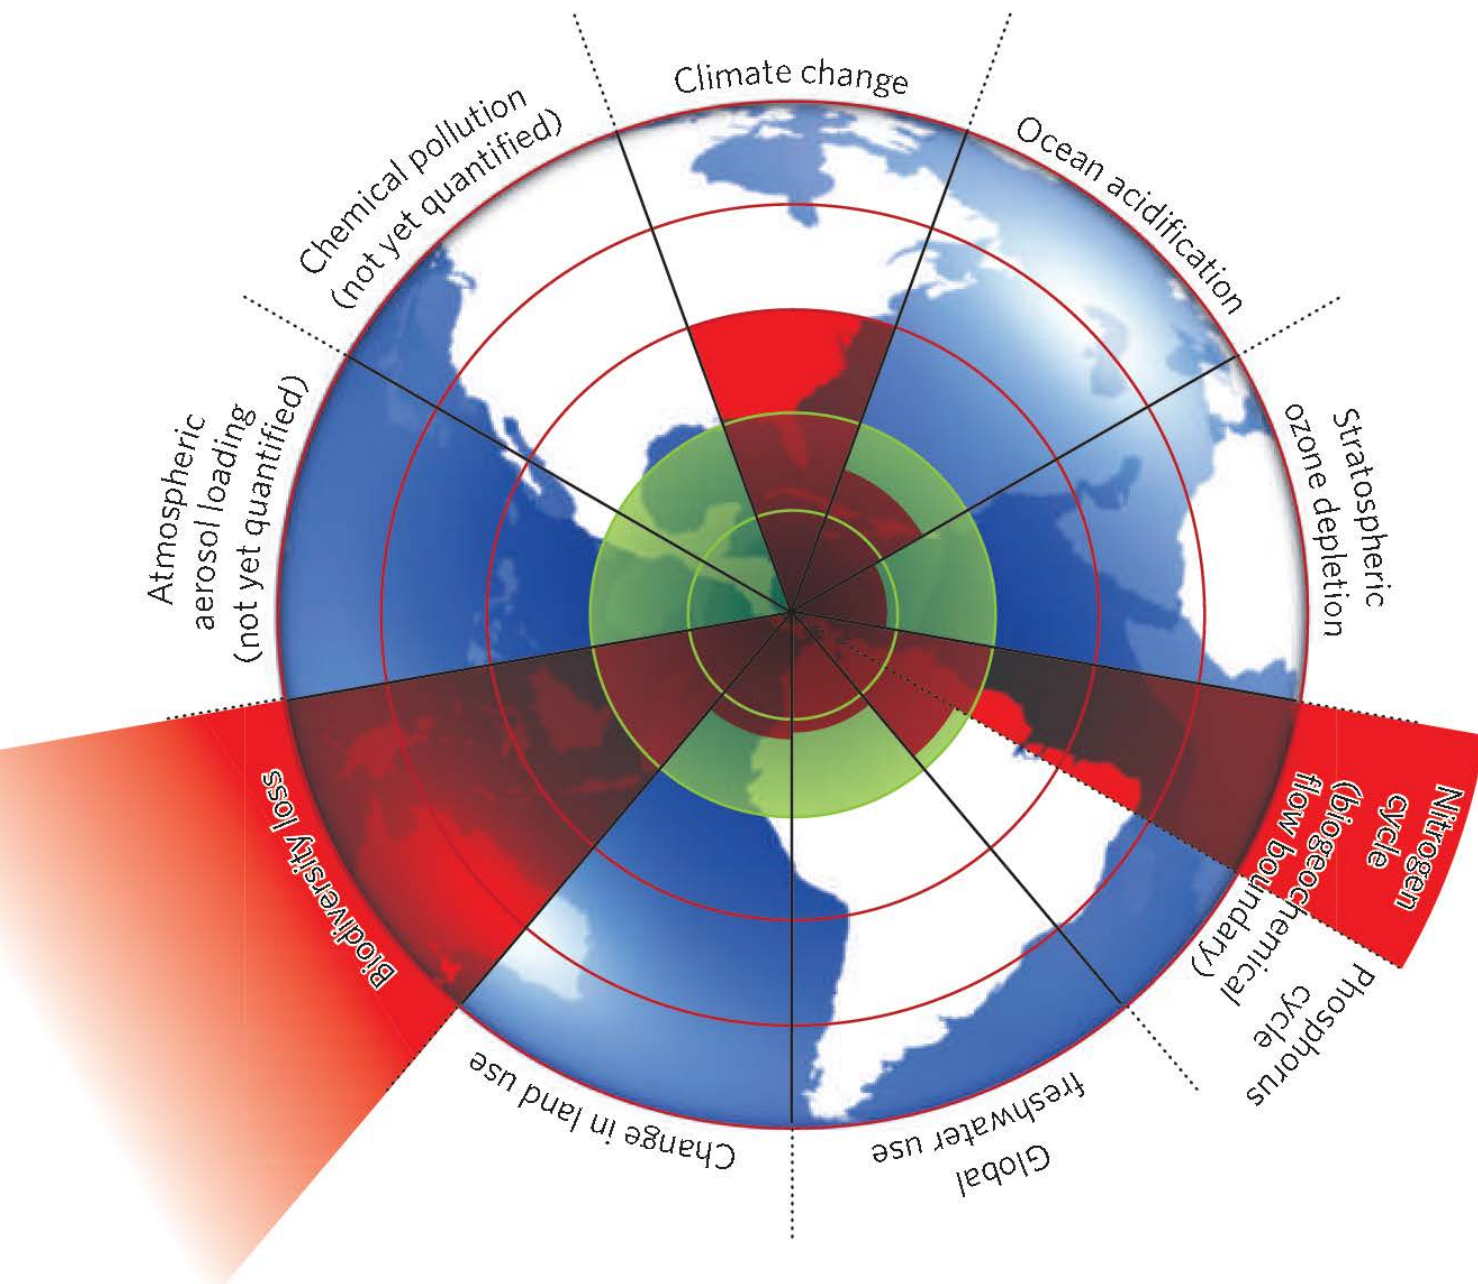 Climate change
Ocean acidification
Stratospheric
ozone depletion
Nitrogen
cycle
(biogeochemical
flow boundary)
Phosphorus
cycle
Global
freshwater use
Change in land use
Biodiversity loss
Atmospheric
aerosol loading
(not yet quantified)
Chemical pollution
(not yet quantified)